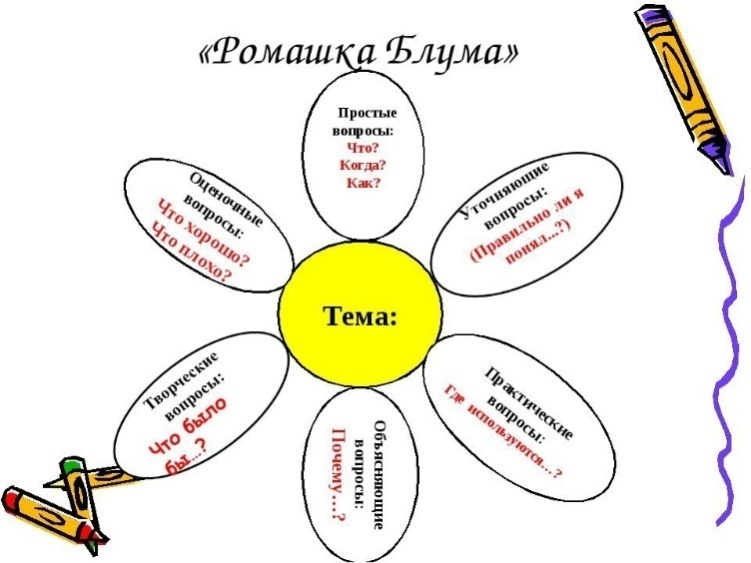 «Ромашка Блума»
Простые
вопросы:
Что?
Когда?
Как?
Уточняющие
вопросы:
(Правильно ли я
понял...?)
Практические
вопросы:
Где используются...?
Объясняющие
вопросы:
Почему...?
Творческие
вопросы:
Что было
бы...?
Оценочные
вопросы:
Что хорошо?
Что плохо?
Тема: